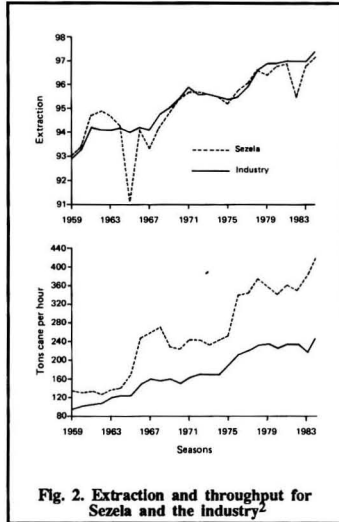 98
97
96
95
94
93
92
91
Extraction
Sezela
Industry
1959 1963 1967 1971 1975 1979 1983
440
400
360
320
280
240
200
160
120
80
Tons cane per hour
1959 1963 1967 1971 1975 1979 1983
Seasons
Fig. 2. Extraction and throughput for
Sezela and the industry²